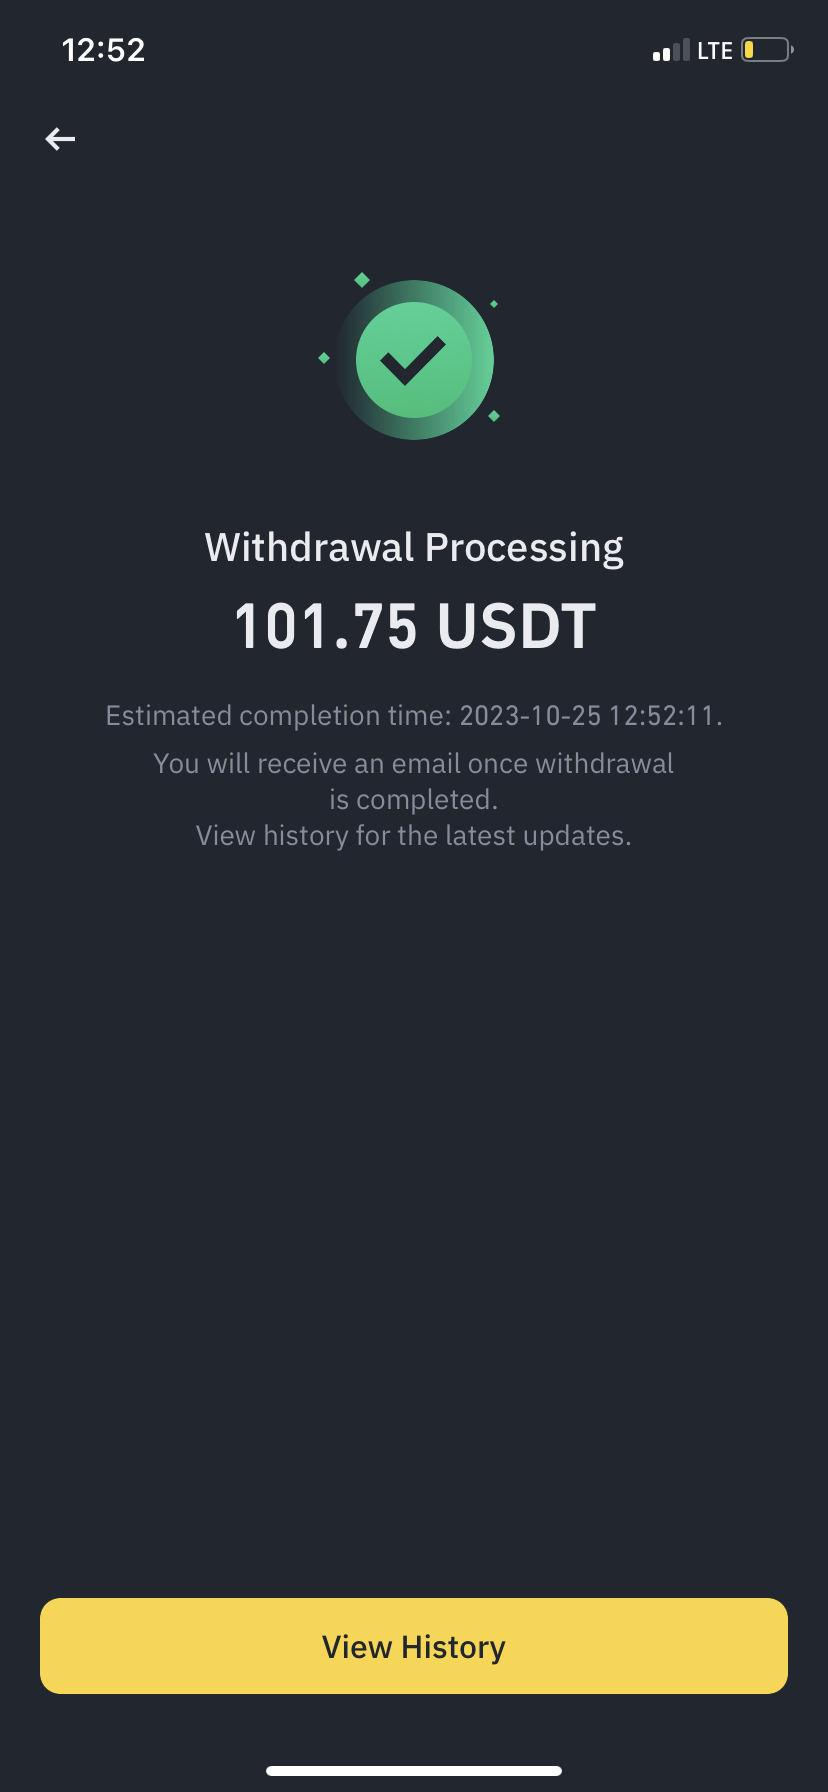 12:52
LTE
Withdrawal Processing
101.75 USDT
Estimated completion time: 2023-10-25 12:52:11.
You will receive an email once withdrawal
is completed.
View history for the latest updates.
View History